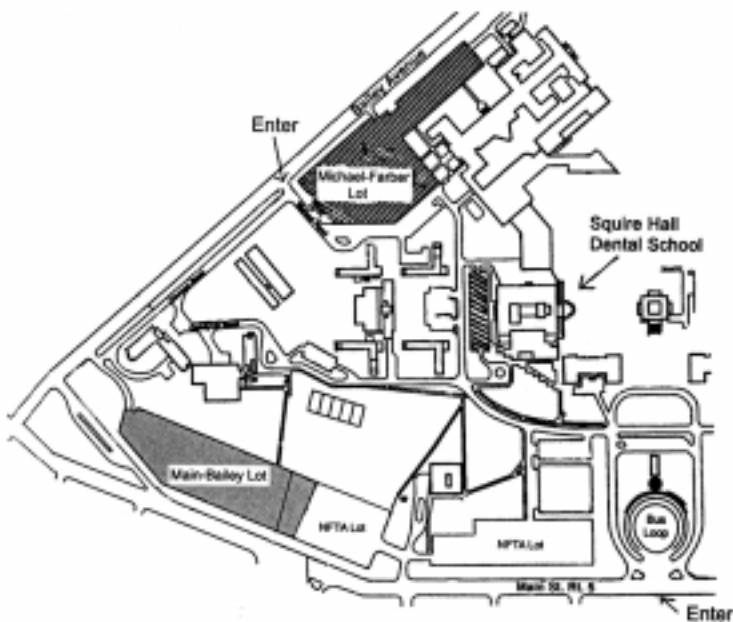 Bailey Avenue
Enter
Michael-Farber
Lot
Squire Hall
Dental School
Main-Bailey Lot
NFTA Lot
NFTA Lot
Bus
Loop
Main St. Rt. 5
Enter